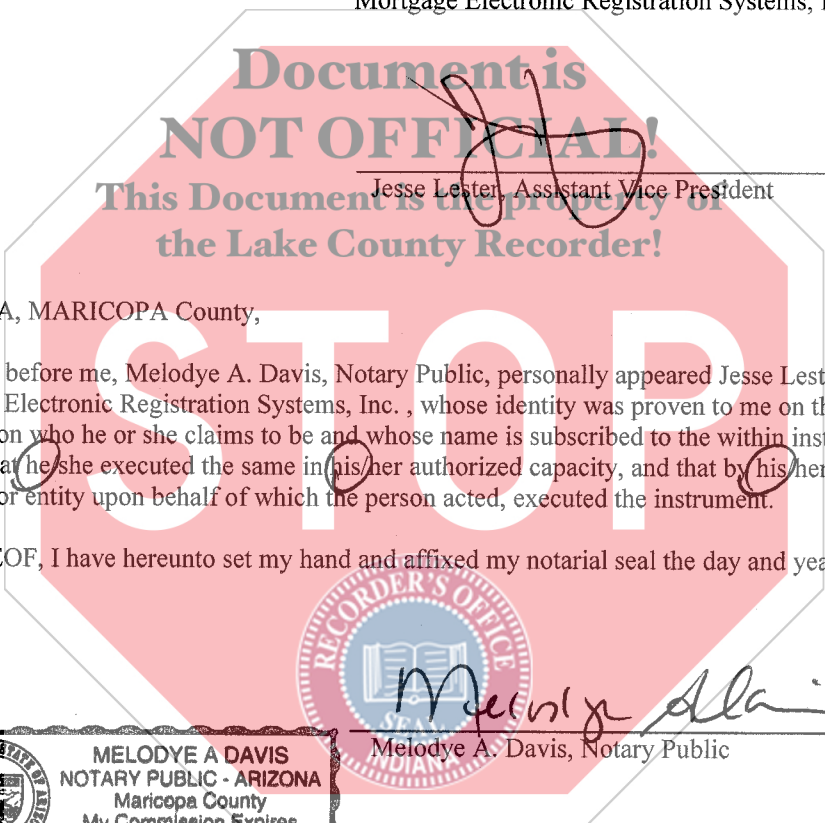 Mortgage Electronic Registration Systems,
Document is
NOT OFFICIAL!
This Document is the property of
the Lake County Recorder!
Jesse Lester, Assistant Vice President
A, MARICOPA County,
before me, Melodye A. Davis, Notary Public, personally appeared Jesse Lest
Electronic Registration Systems, Inc. , whose identity was proven to me on th
on who he or she claims to be and whose name is subscribed to the within inst
at he/she executed the same in his/her authorized capacity, and that by his/her
or entity upon behalf of which the person acted, executed the instrument.
EOF, I have hereunto set my hand and affixed my notarial seal the day and yea
STOP
RECORDER'S OFFICE
SEAL
INDIANA
Melodye A. Davis, Notary Public
MELODYE A DAVIS
NOTARY PUBLIC - ARIZONA
Maricopa County
My Commission Expires